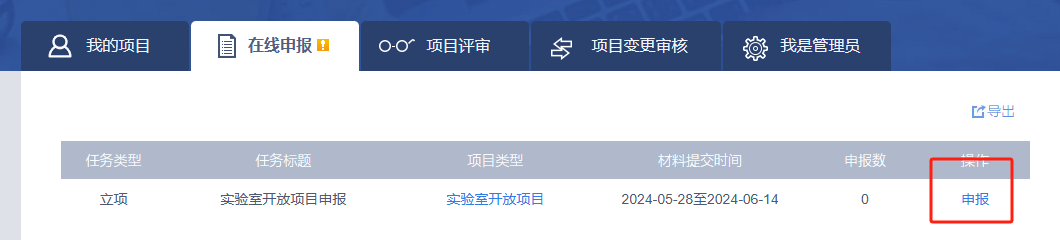 我的项目 在线申报 项目评审 项目变更审核 我是管理员
导出
任务类型 任务标题 项目类型 材料提交时间 申报数 操作
立项 实验室开放项目申报 实验室开放项目 2024-05-28至2024-06-14 0 申报